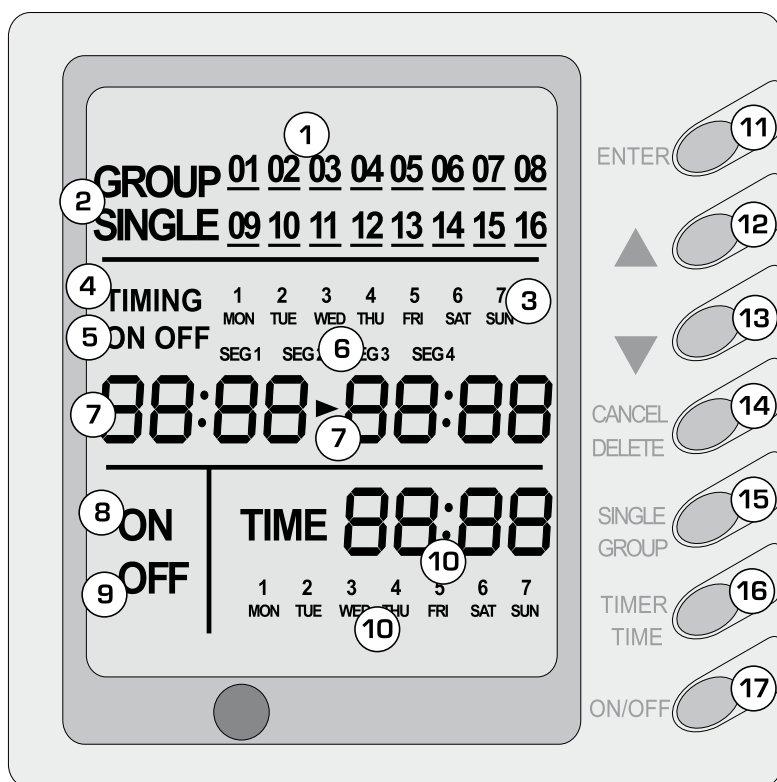 1
GROUP 01 02 03 04 05 06 07 08
2
SINGLE 09 10 11 12 13 14 15 16
4
TIMING 1 2 3 4 5 6 7 3
MON TUE WED THU FRI SAT SUN
5 ON OFF
SEG1 SEG2 6 SEG3 SEG4
7 88:88 ▶ 88:88
7
8 ON TIME 88:88
9 OFF 10
1 2 3 4 5 6 7
MON TUE WED THU FRI SAT SUN
10
ENTER 11
▲ 12
▼ 13
CANCEL 14
DELETE
SINGLE 15
GROUP
TIMER 16
TIME
ON/OFF 17